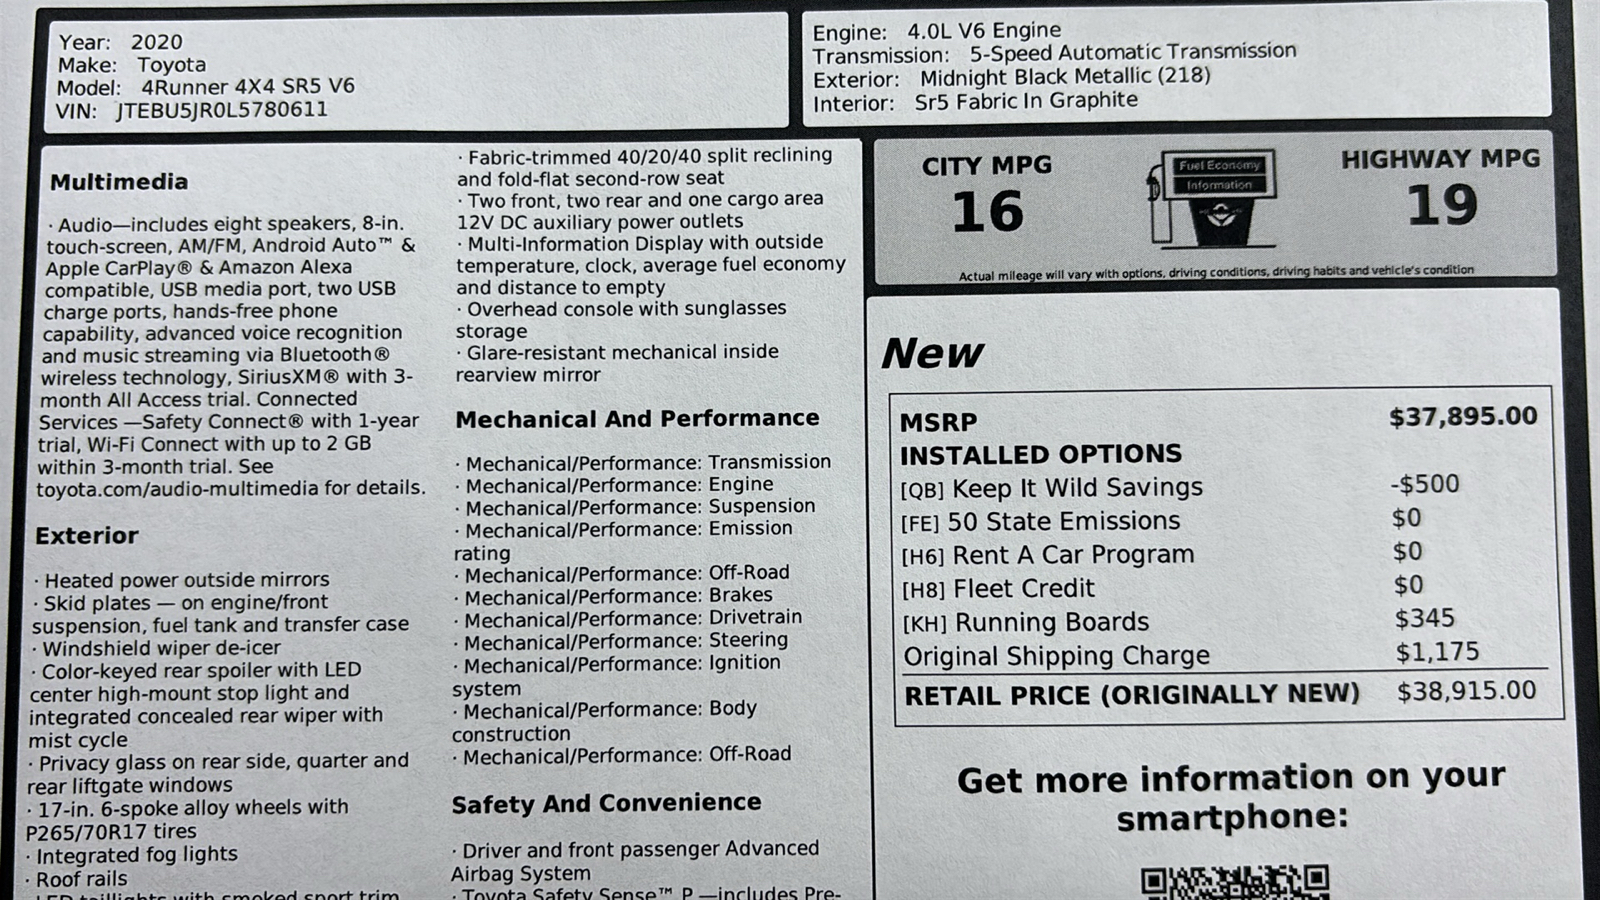 Year: 2020
Make: Toyota
Model: 4Runner 4X4 SR5 V6
VIN: JTEBU5JR0L5780611
Engine: 4.0L V6 Engine
Transmission: 5-Speed Automatic Transmission
Exterior: Midnight Black Metallic (218)
Interior: Sr5 Fabric In Graphite
Multimedia
· Audio—includes eight speakers, 8-in.
touch-screen, AM/FM, Android Auto™ &
Apple CarPlay® & Amazon Alexa
compatible, USB media port, two USB
charge ports, hands-free phone
capability, advanced voice recognition
and music streaming via Bluetooth®
wireless technology, SiriusXM® with 3-
month All Access trial. Connected
Services —Safety Connect® with 1-year
trial, Wi-Fi Connect with up to 2 GB
within 3-month trial. See
toyota.com/audio-multimedia for details.
Exterior
· Heated power outside mirrors
· Skid plates — on engine/front
suspension, fuel tank and transfer case
· Windshield wiper de-icer
· Color-keyed rear spoiler with LED
center high-mount stop light and
integrated concealed rear wiper with
mist cycle
· Privacy glass on rear side, quarter and
rear liftgate windows
· 17-in. 6-spoke alloy wheels with
P265/70R17 tires
· Integrated fog lights
· Roof rails
· LED taillights with smoked sport trim
· Fabric-trimmed 40/20/40 split reclining
and fold-flat second-row seat
· Two front, two rear and one cargo area
12V DC auxiliary power outlets
· Multi-Information Display with outside
temperature, clock, average fuel economy
and distance to empty
· Overhead console with sunglasses
storage
· Glare-resistant mechanical inside
rearview mirror
Mechanical And Performance
· Mechanical/Performance: Transmission
· Mechanical/Performance: Engine
· Mechanical/Performance: Suspension
· Mechanical/Performance: Emission
rating
· Mechanical/Performance: Off-Road
· Mechanical/Performance: Brakes
· Mechanical/Performance: Drivetrain
· Mechanical/Performance: Steering
· Mechanical/Performance: Ignition
system
· Mechanical/Performance: Body
construction
· Mechanical/Performance: Off-Road
Safety And Convenience
· Driver and front passenger Advanced
Airbag System
· Toyota Safety Sense™ P —includes Pre-
CITY MPG
16
Fuel Economy
Information
HIGHWAY MPG
19
Actual mileage will vary with options, driving conditions, driving habits and vehicle's condition
New
MSRP $37,895.00
INSTALLED OPTIONS
[QB] Keep It Wild Savings -$500
[FE] 50 State Emissions $0
[H6] Rent A Car Program $0
[H8] Fleet Credit $0
[KH] Running Boards $345
Original Shipping Charge $1,175
RETAIL PRICE (ORIGINALLY NEW) $38,915.00
Get more information on your
smartphone: